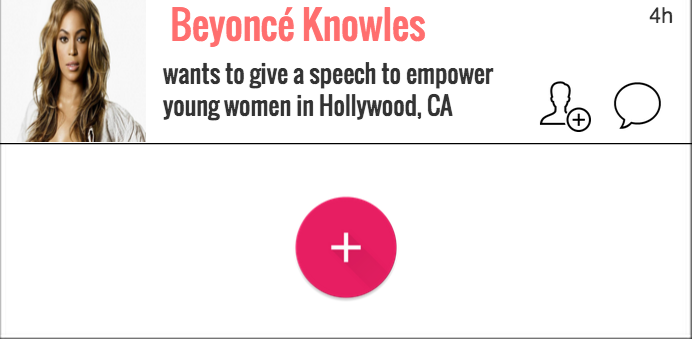 Beyoncé Knowles
4h
wants to give a speech to empower
young women in Hollywood, CA